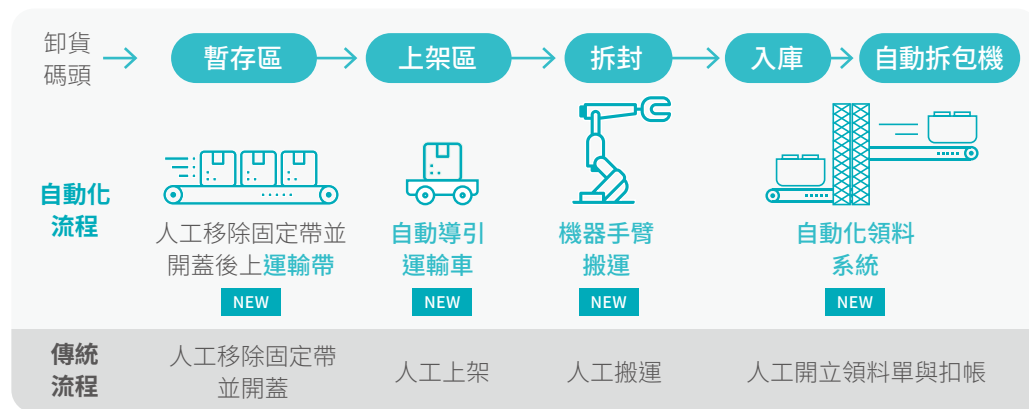 卸貨
碼頭
暫存區
上架區
拆封
入庫
自動拆包機
自動化
流程
人工移除固定帶並
開蓋後上運輸帶
NEW
自動導引
運輸車
NEW
機器手臂
搬運
NEW
自動化領料
系統
NEW
傳統
流程
人工移除固定帶
並開蓋
人工上架
人工搬運
人工開立領料單與扣帳